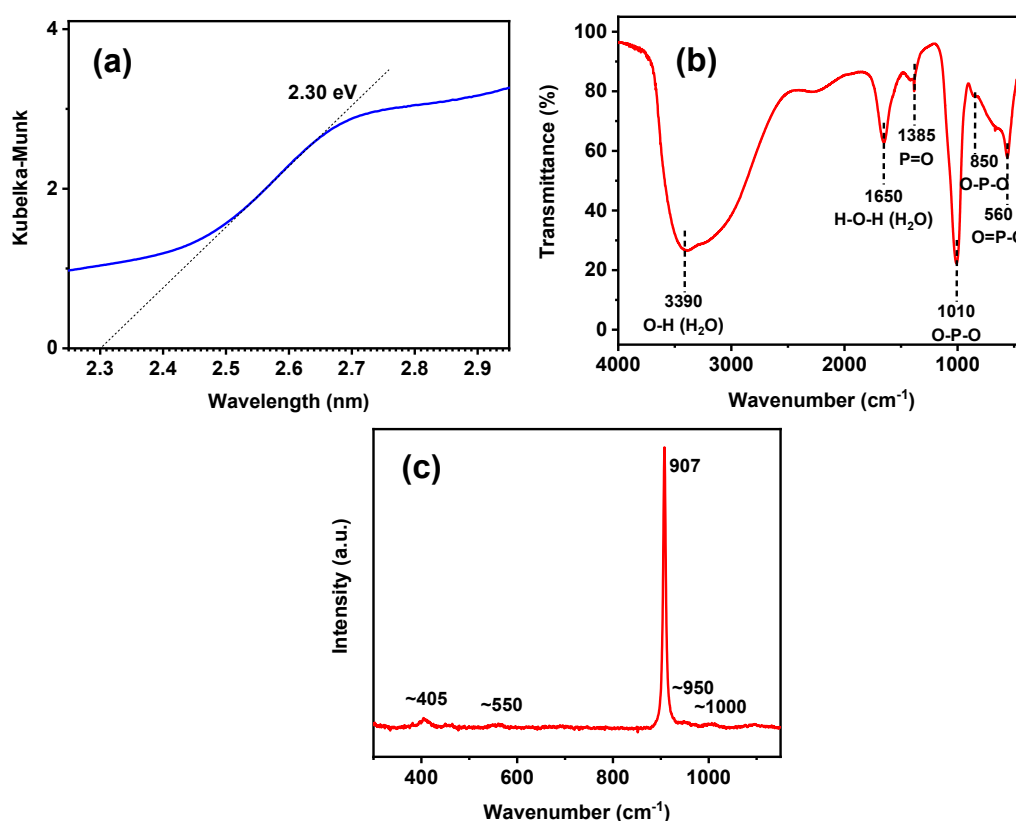 (a)
2.30 eV
Kubelka-Munk
4
2
0
2.3 2.4 2.5 2.6 2.7 2.8 2.9
Wavelength (nm)
(b)
Transmittance (%)
100
80
60
40
20
0
1385
P=O
850
O-P-O
1650
H-O-H (H₂O)
560
O=P-O
3390
O-H (H₂O)
1010
O-P-O
4000 3000 2000 1000
Wavenumber (cm⁻¹)
(c)
907
Intensity (a.u.)
~950
~405
~550
~1000
400 600 800 1000
Wavenumber (cm⁻¹)